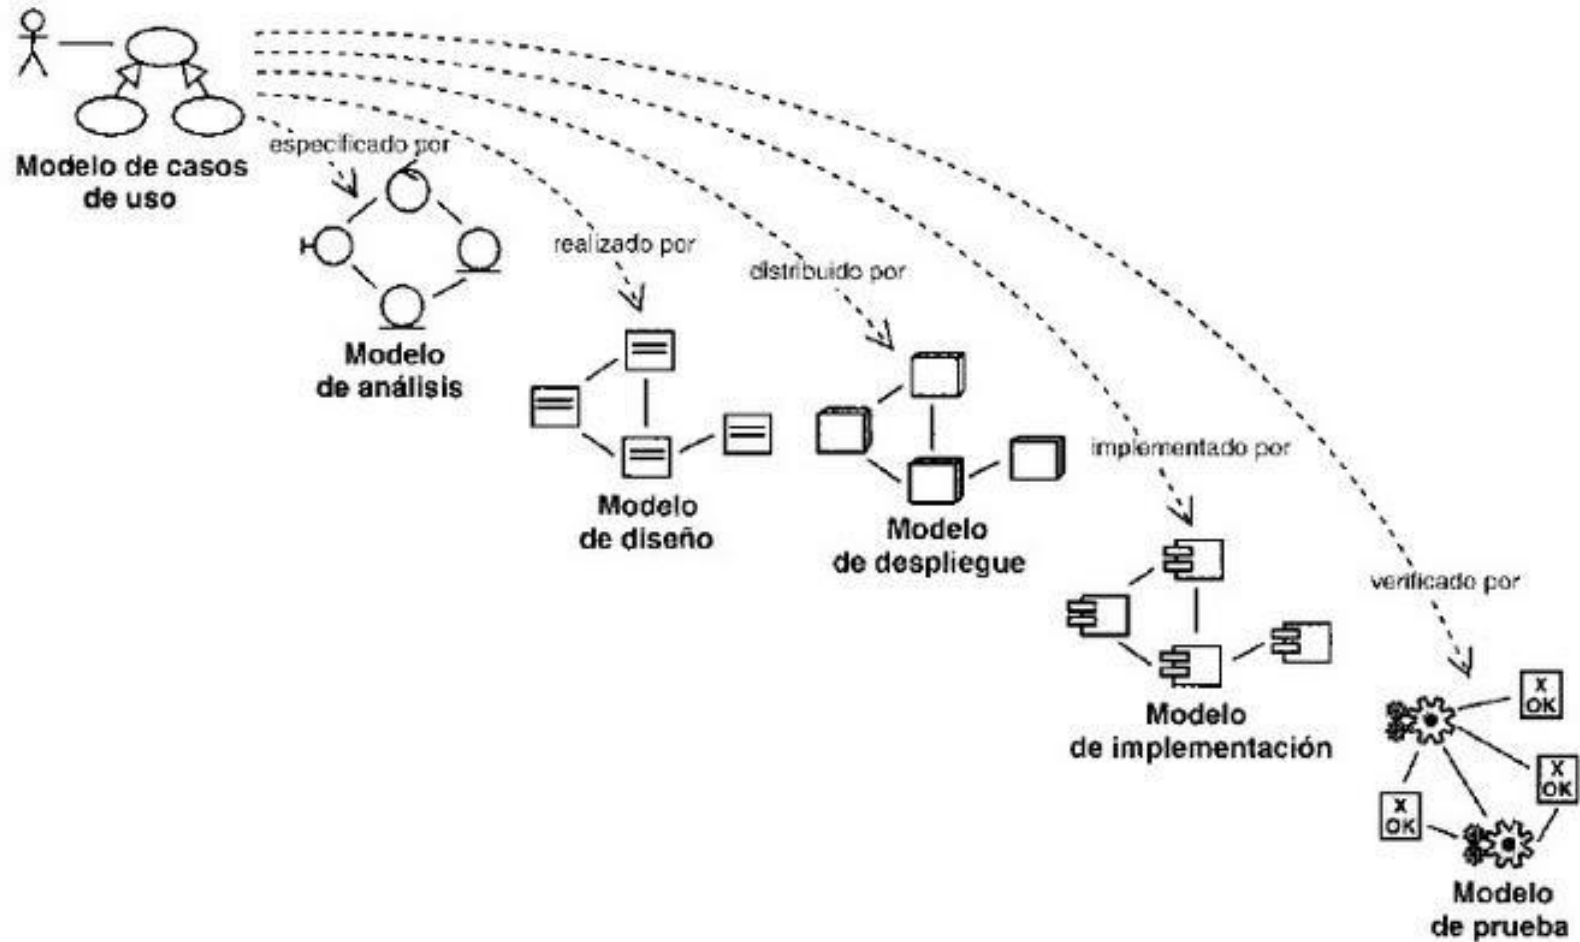 Modelo de casos
de uso
especificado por
Modelo
de análisis
realizado por
Modelo
de diseño
distribuido por
Modelo
de despliegue
implementado por
Modelo
de implementación
verificado por
X
OK
X
OK
X
OK
Modelo
de prueba